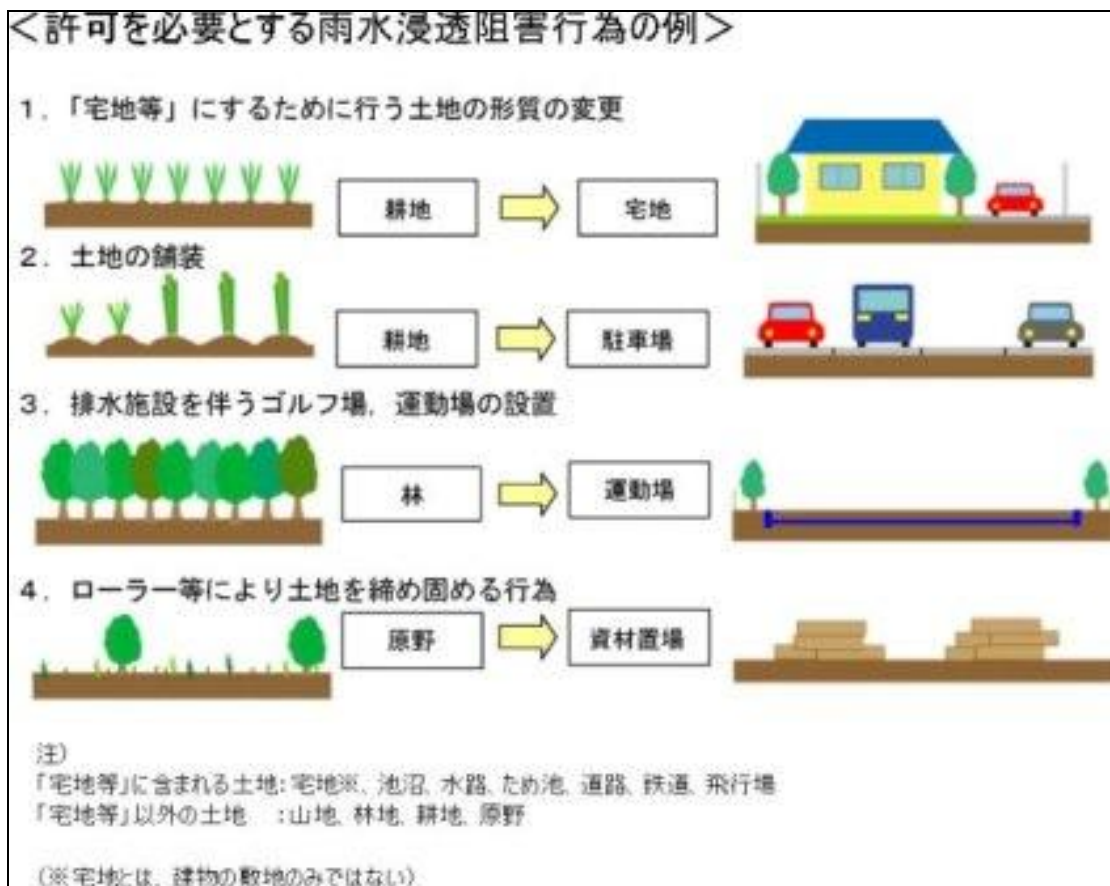 ＜許可を必要とする雨水浸透阻害行為の例＞
１．「宅地等」にするために行う土地の形質の変更
耕地
宅地
２．土地の舗装
耕地
駐車場
３．排水施設を伴うゴルフ場，運動場の設置
林
運動場
４．ローラー等により土地を締め固める行為
原野
資材置場
注）
「宅地等」に含まれる土地：宅地※、池沼、水路、ため池、道路、鉄道、飛行場
「宅地等」以外の土地　：山地、林地、耕地、原野
（※宅地とは、建物の敷地のみではない）